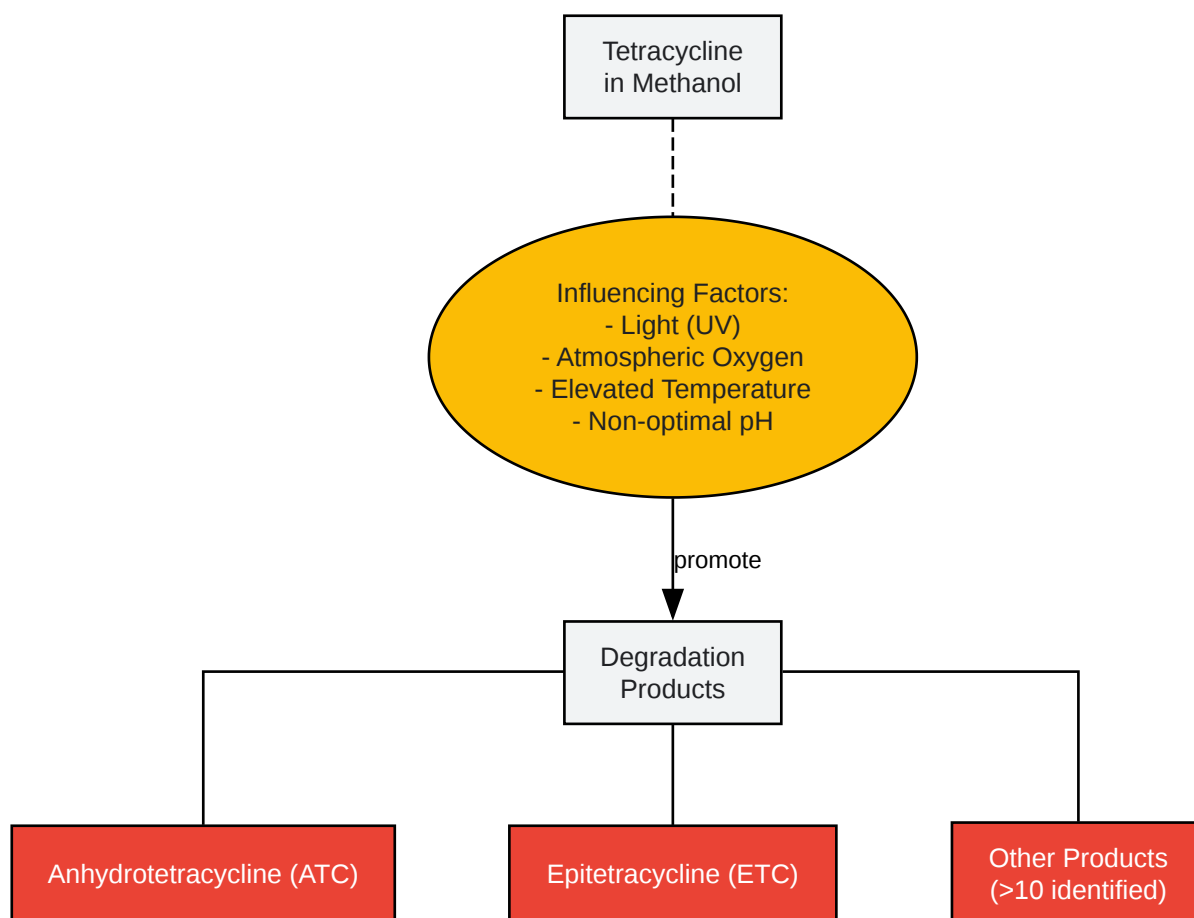 Tetracycline
in Methanol
Influencing Factors:
- Light (UV)
- Atmospheric Oxygen
- Elevated Temperature
- Non-optimal pH
promote
Degradation
Products
Anhydrotetracycline (ATC)
Epitetracycline (ETC)
Other Products
(>10 identified)